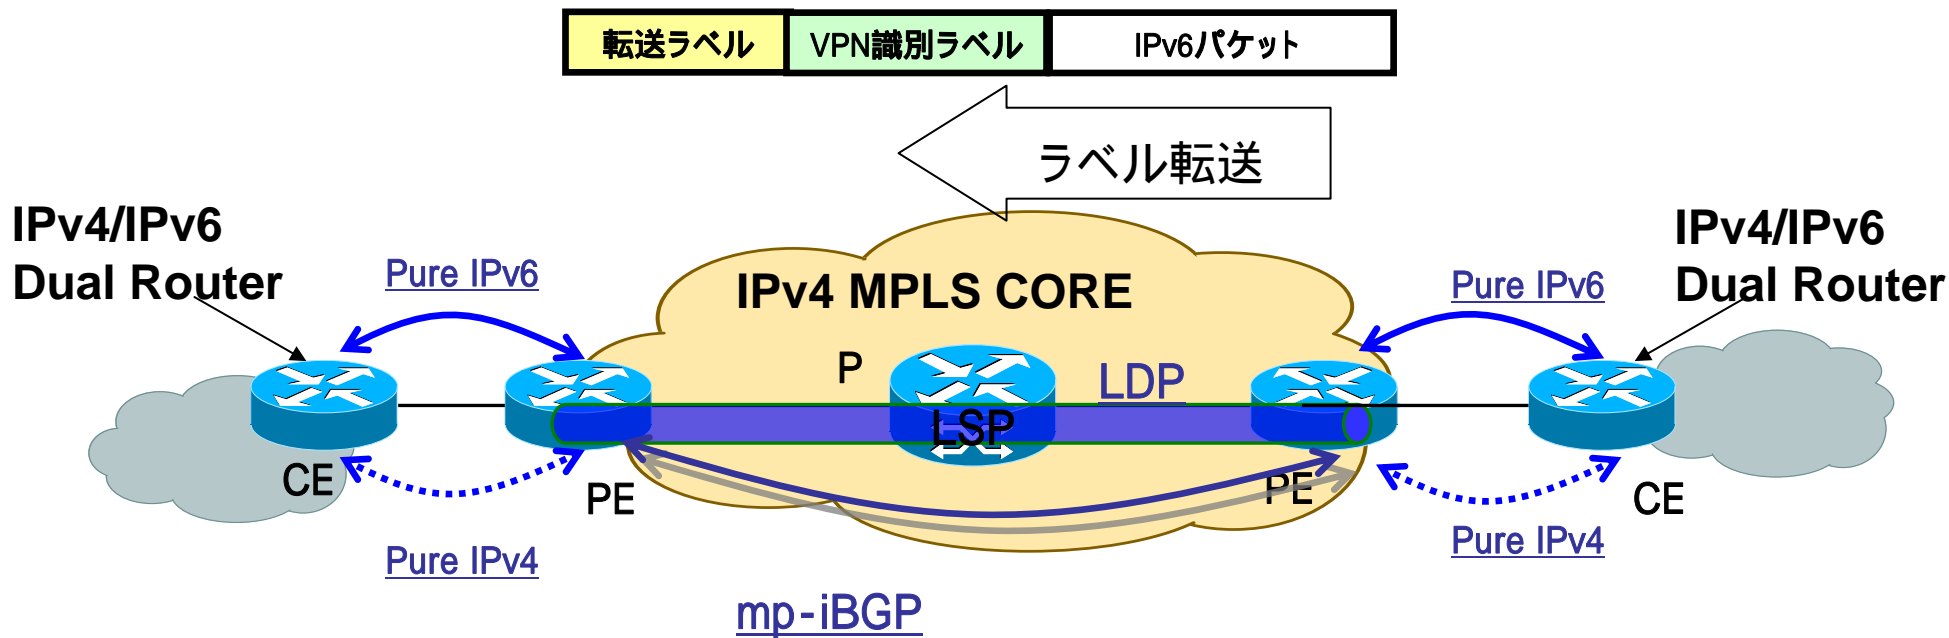 転送ラベル VPN識別ラベル IPv6パケット
ラベル転送
IPv4/IPv6
Dual Router
IPv4/IPv6
Dual Router
Pure IPv6
IPv4 MPLS CORE
Pure IPv6
P
LDP
LSP
CE
PE
PE
CE
Pure IPv4
Pure IPv4
mp-iBGP